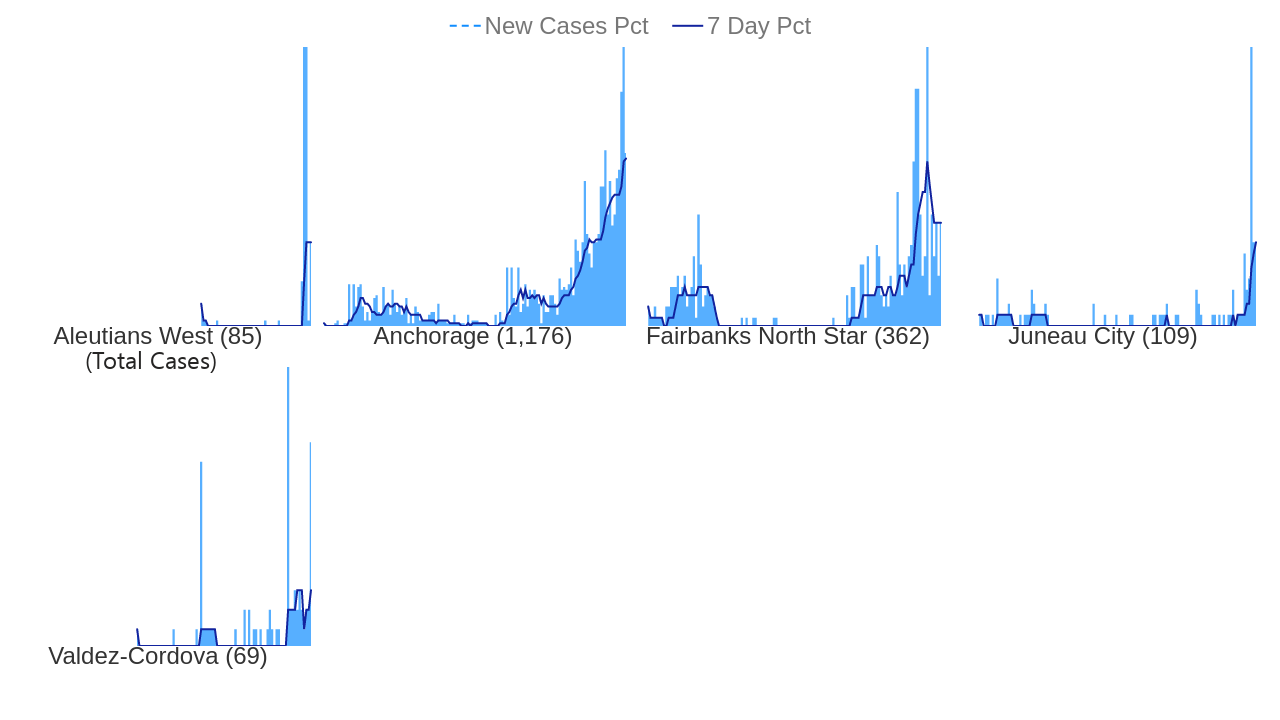 New Cases Pct
7 Day Pct
Aleutians West (85)
(Total Cases)
Anchorage (1,176)
Fairbanks North Star (362)
Juneau City (109)
Valdez-Cordova (69)